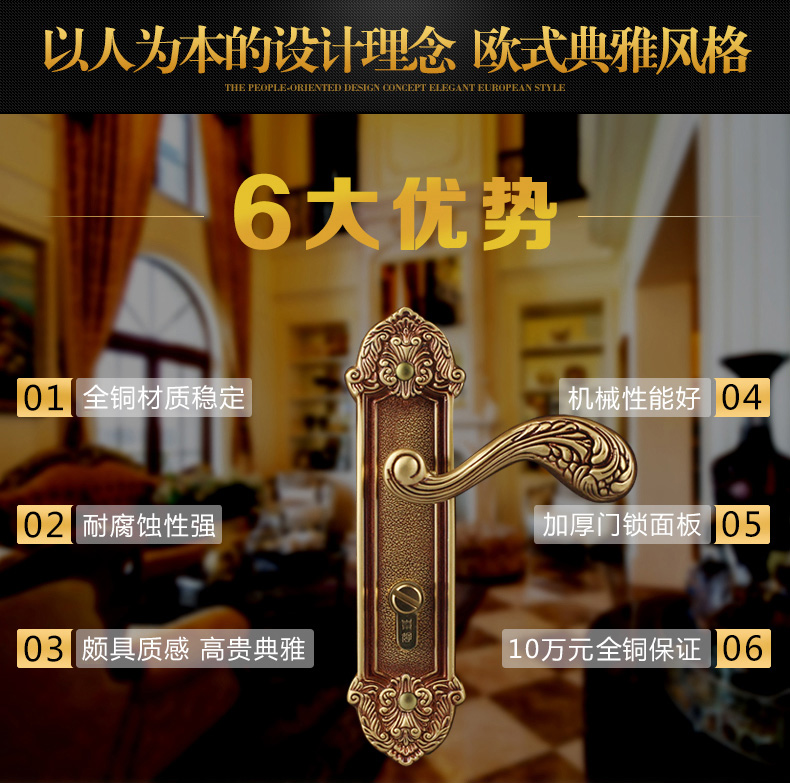 以人为本的设计理念 欧式典雅风格
THE PEOPLE-ORIENTED DESIGN CONCEPT ELEGANT EUROPEAN STYLE
6大优势
01 全铜材质稳定
02 耐腐蚀性强
03 颇具质感 高贵典雅
机械性能好 04
加厚门锁面板 05
10万元全铜保证 06